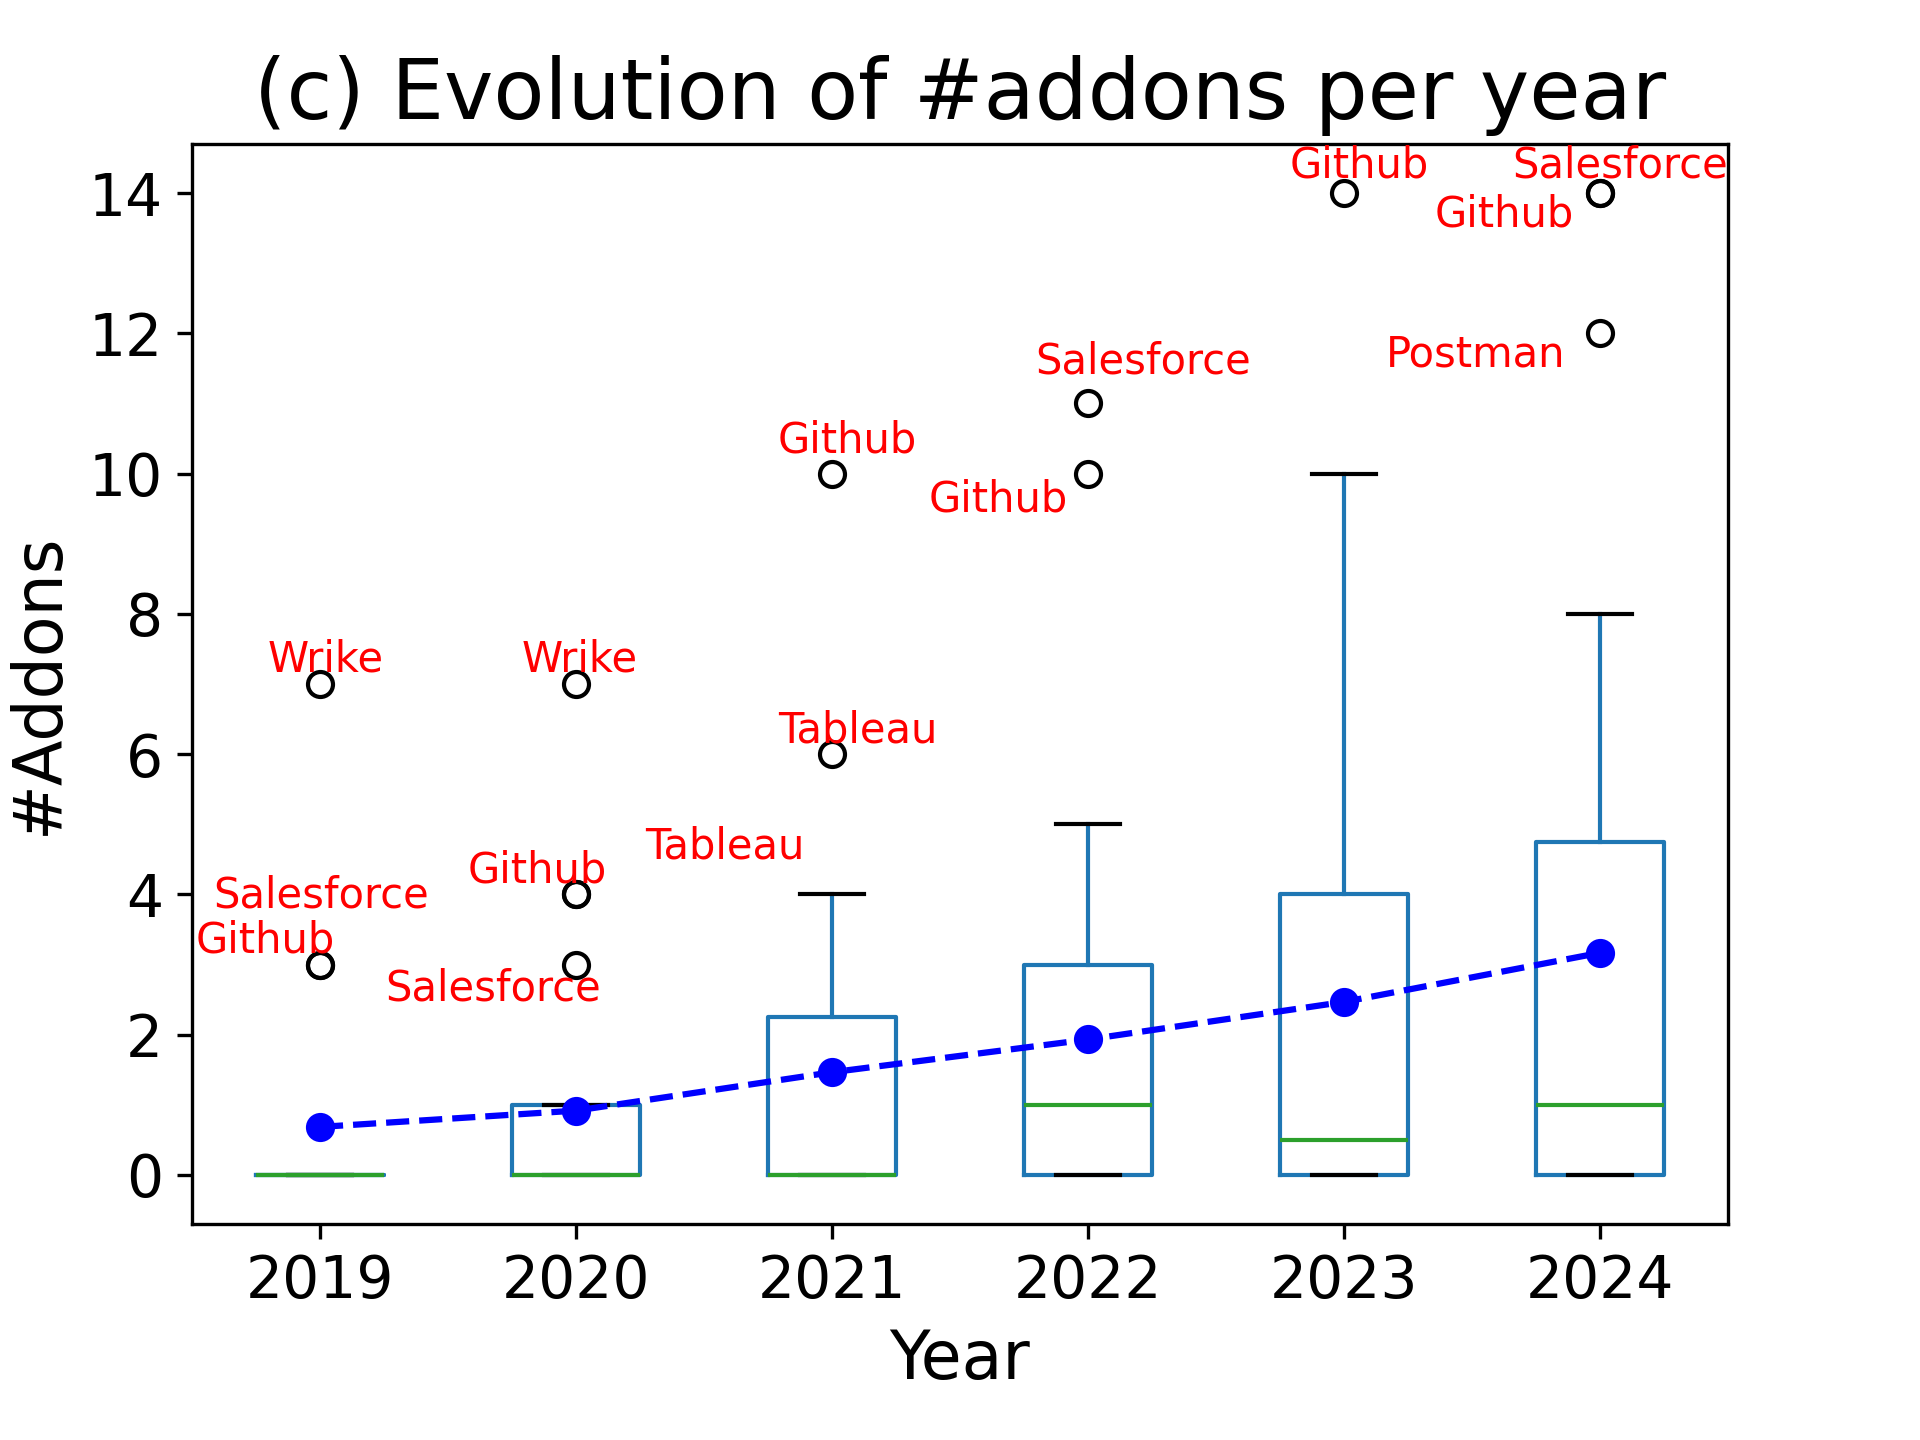 (c) Evolution of #addons per year
Github
Salesforce
14
Github
12
Salesforce
Postman
Github
10
Github
#Addons
8
Wrike
Wrike
Tableau
6
Tableau
Github
4
Salesforce
Github
Salesforce
2
0
2019 2020 2021 2022 2023 2024
Year